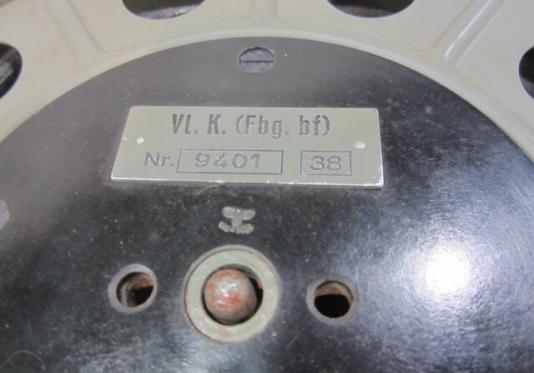 Vl. K. (Fbg. bf)
Nr. 9401 38